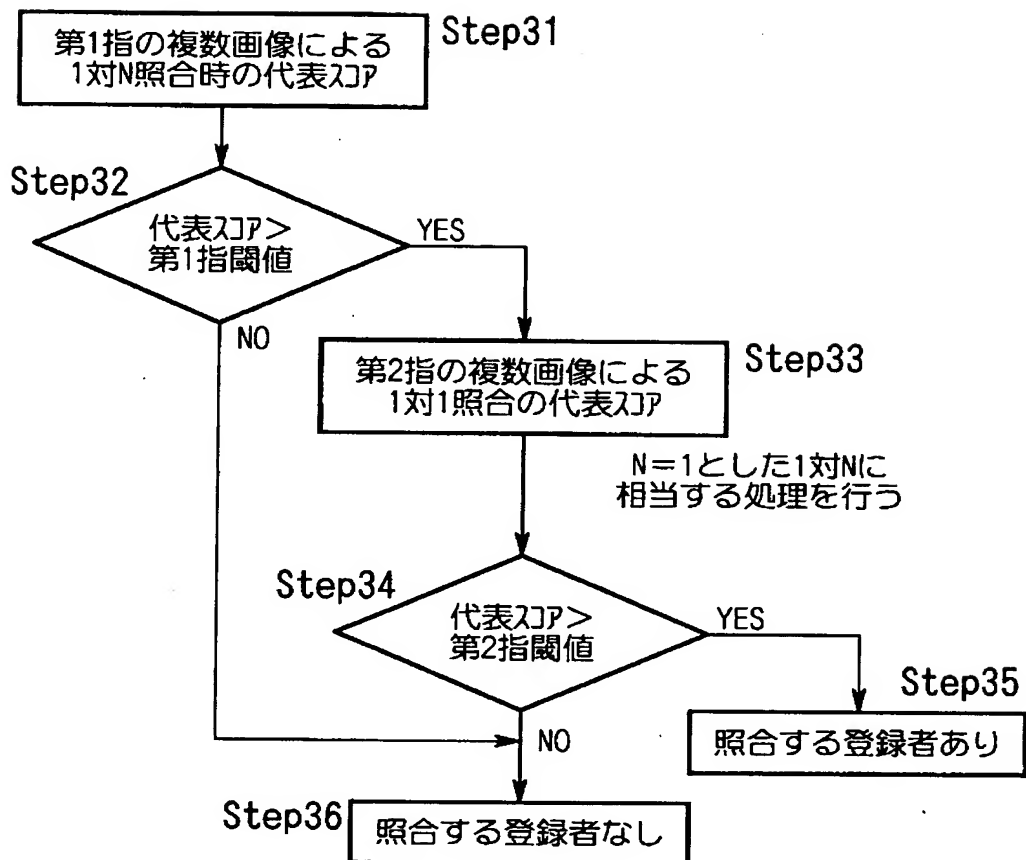 第1指の複数画像による
1対N照合時の代表ｽｺｱ
Step31
Step32
代表ｽｺｱ＞
第1指閾値
YES
NO
第2指の複数画像による
1対1照合の代表ｽｺｱ
Step33
N＝1とした1対Nに
相当する処理を行う
Step34
代表ｽｺｱ＞
第2指閾値
YES
NO
Step35
照合する登録者あり
Step36
照合する登録者なし